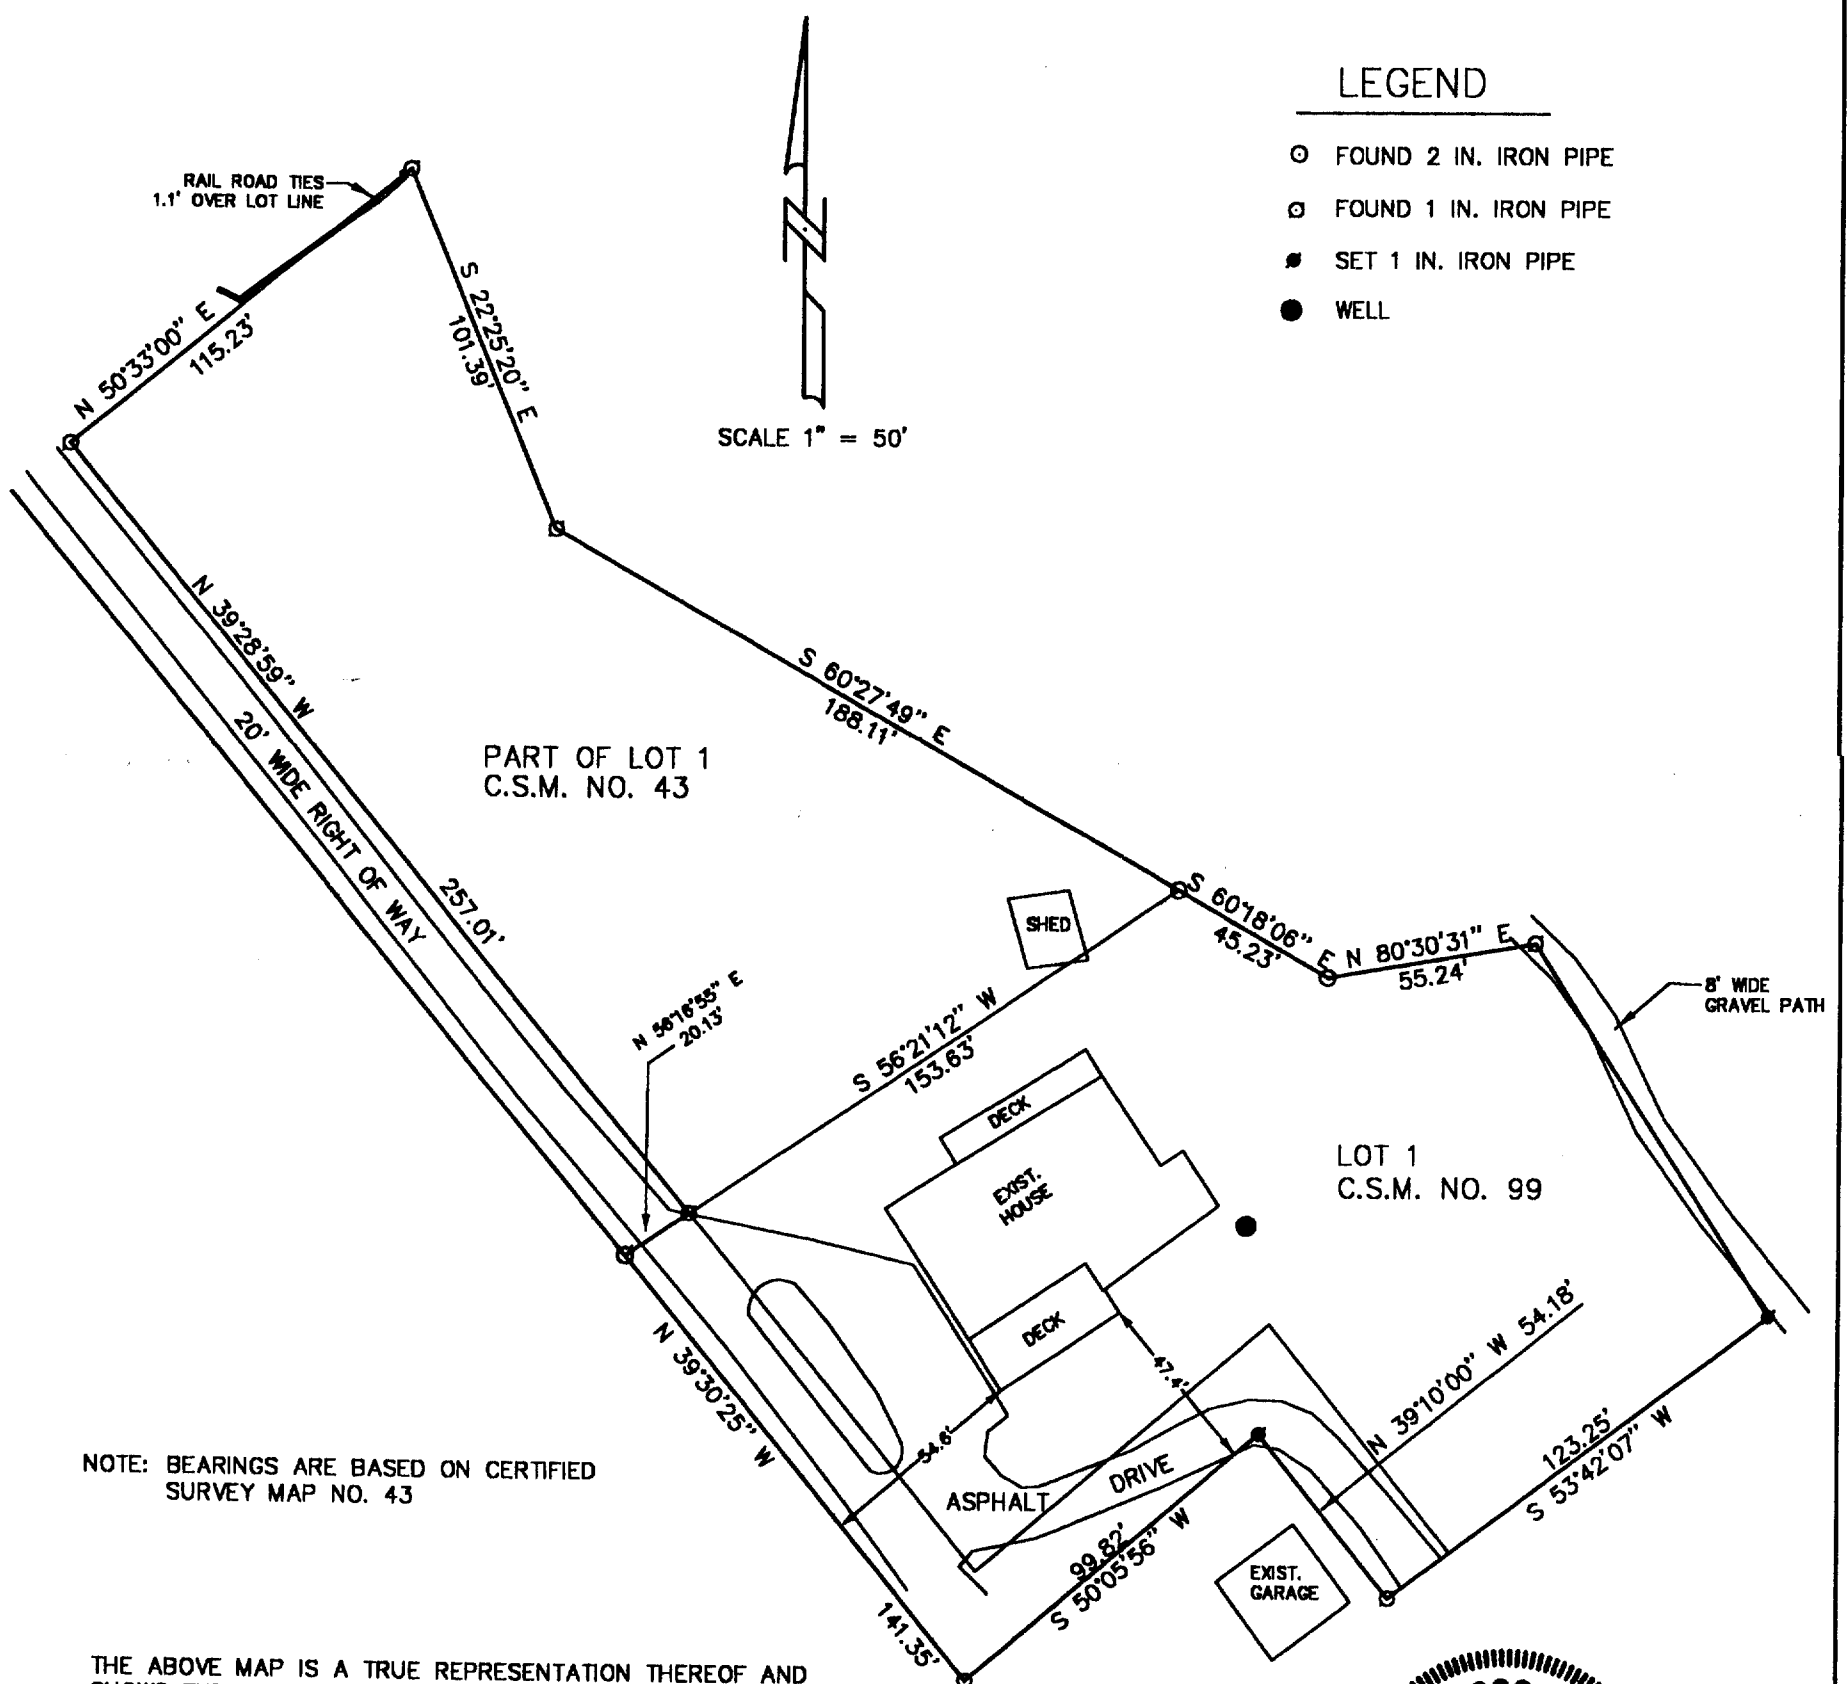 LEGEND
FOUND 2 IN. IRON PIPE
FOUND 1 IN. IRON PIPE
SET 1 IN. IRON PIPE
WELL
RAIL ROAD TIES
1.1' OVER LOT LINE
N
SCALE 1" = 50'
N 50°33'00" E
115.23'
S 22°25'20" E
101.39'
N 39°28'59" W
257.01'
20' WIDE RIGHT OF WAY
S 60°27'49" E
188.11'
PART OF LOT 1
C.S.M. NO. 43
SHED
S 60°18'06" E
45.23'
N 80°30'31" E
55.24'
8' WIDE
GRAVEL PATH
N 56°16'55" E
20.13'
S 56°21'12" W
153.63'
DECK
EXIST.
HOUSE
LOT 1
C.S.M. NO. 99
DECK
47.4'
N 39°10'00" W 54.18'
N 39°30'25" W
141.35'
54.6'
ASPHALT DRIVE
99.82'
S 50°05'56" W
123.25'
S 53°42'07" W
EXIST.
GARAGE
NOTE: BEARINGS ARE BASED ON CERTIFIED
SURVEY MAP NO. 43
THE ABOVE MAP IS A TRUE REPRESENTATION THEREOF AND